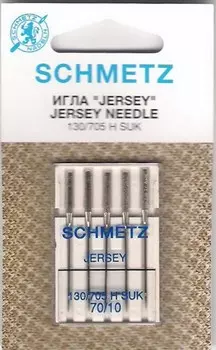 SCHMETZ
ИГЛА "JERSEY"
JERSEY NEEDLE
130/705 H SUK
SCHMETZ
JERSEY
130/705 H SUK
70/10